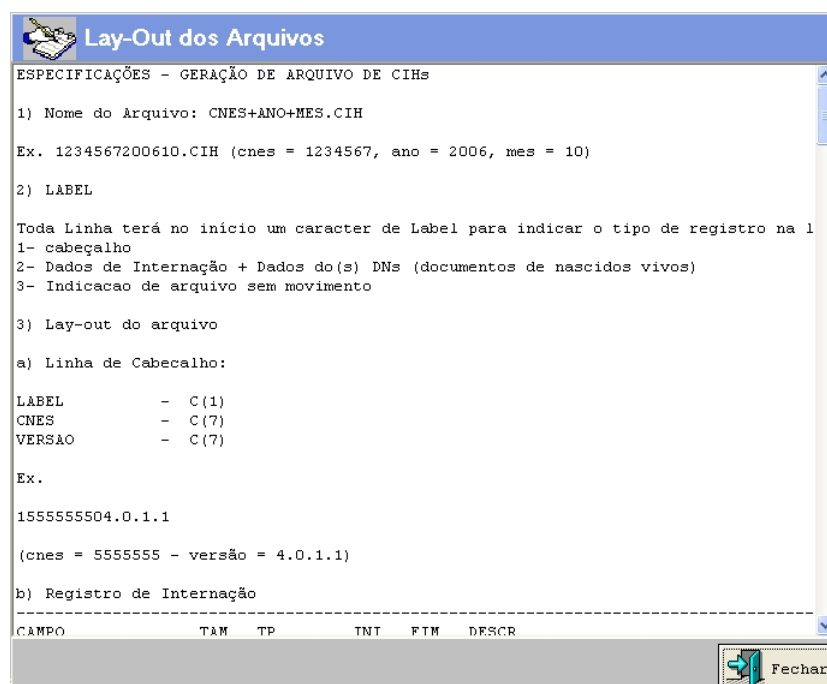 Lay-Out dos Arquivos
ESPECIFICAÇÕES - GERAÇÃO DE ARQUIVO DE CIHs
1) Nome do Arquivo: CNES+ANO+MES.CIH
Ex. 1234567200610.CIH (cnes = 1234567, ano = 2006, mes = 10)
2) LABEL
Toda Linha terá no início um caracter de Label para indicar o tipo de registro na l
1- cabeçalho
2- Dados de Internação + Dados do(s) DNs (documentos de nascidos vivos)
3- Indicacao de arquivo sem movimento
3) Lay-out do arquivo
a) Linha de Cabecalho:
LABEL - C(1)
CNES - C(7)
VERSAO - C(7)
Ex.
1555555504.0.1.1
(cnes = 5555555 - versão = 4.0.1.1)
b) Registro de Internação
--------------------------------------------------------------------------------
CAMPO TAM TP INI FIM DESCR
Fechar